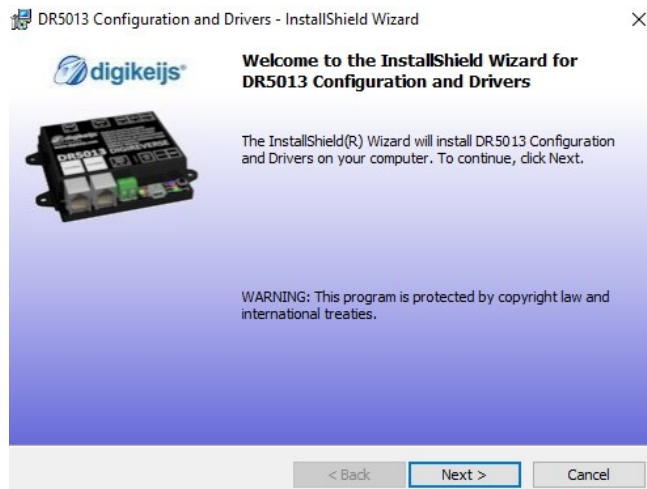 DR5013 Configuration and Drivers - InstallShield Wizard
digikeijs®
Welcome to the InstallShield Wizard for
DR5013 Configuration and Drivers
DR5013
DIGIREVERSE
The InstallShield(R) Wizard will install DR5013 Configuration
and Drivers on your computer. To continue, click Next.
WARNING: This program is protected by copyright law and
international treaties.
< Back
Next >
Cancel